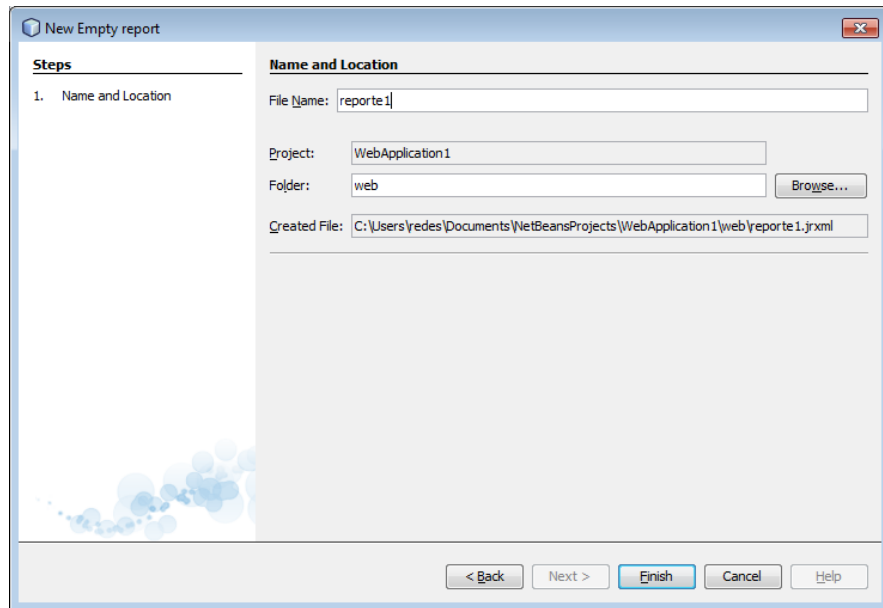 New Empty report
Steps
1. Name and Location
Name and Location
File Name: reporte1
Project: WebApplication1
Folder: web Browse...
Created File: C:\Users\redes\Documents\NetBeansProjects\WebApplication1\web\reporte1.jrxml
< Back Next > Finish Cancel Help